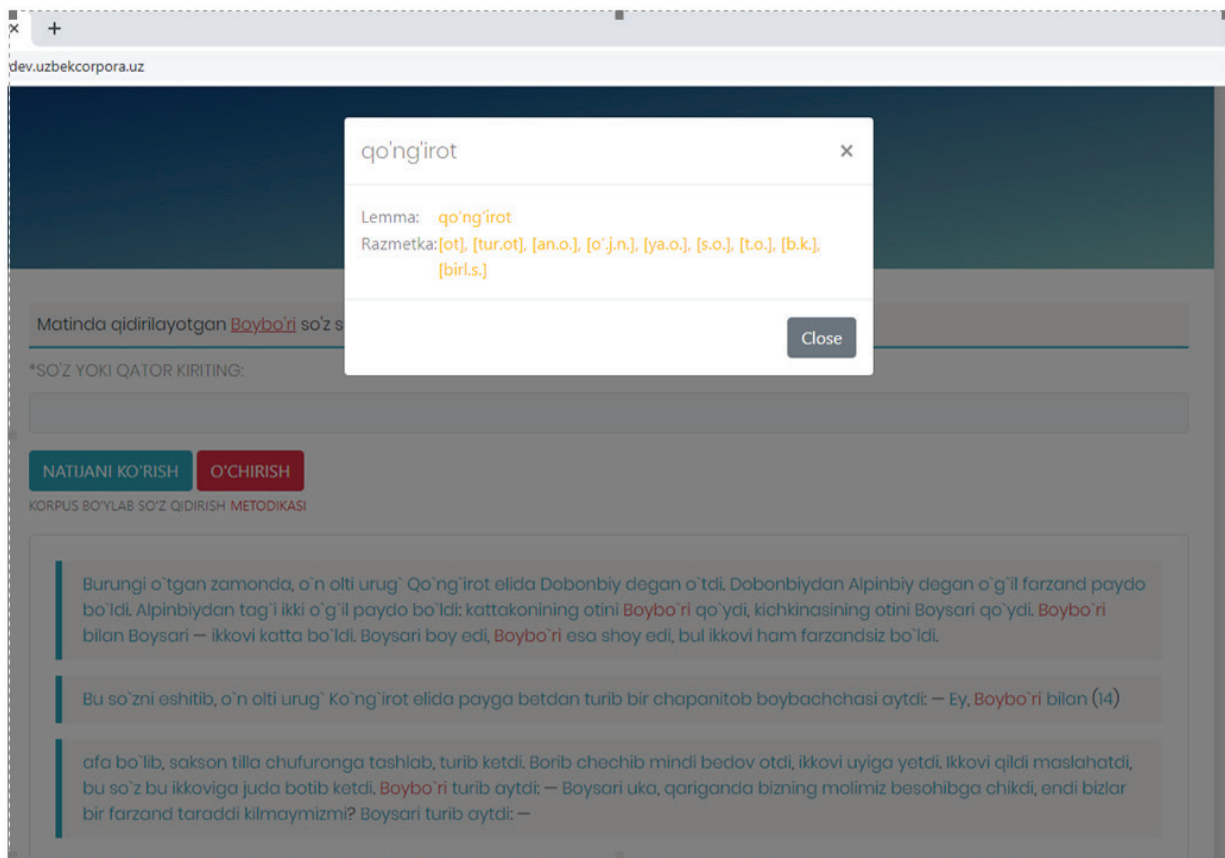 × +
dev.uzbekcorpora.uz
qo'ng'irot ×
Lemma: qo'ng'irot
Razmetka:[ot], [tur.ot], [an.o.], [o'.j.n.], [ya.o.], [s.o.], [t.o.], [b.k.],
[birl.s.]
Close
Matinda qidirilayotgan Boybo`ri so'z s
*SO'Z YOKI QATOR KIRITING:
NATIJANI KO'RISH O'CHIRISH
KORPUS BO'YLAB SO'Z QIDIRISH METODIKASI
Burungi o`tgan zamonda, o`n olti urug` Qo`ng`irot elida Dobonbiy degan o`tdi. Dobonbiydan Alpinbiy degan o`g`il farzand paydo
bo`ldi. Alpinbiydan tag`i ikki o`g`il paydo bo`ldi: kattakonining otini Boybo`ri qo`ydi, kichkinasining otini Boysari qo`ydi. Boybo`ri
bilan Boysari — ikkovi katta bo`ldi. Boysari boy edi, Boybo`ri esa shoy edi, bul ikkovi ham farzandsiz bo`ldi.
Bu so`zni eshitib, o`n olti urug` Ko`ng`irot elida payga betdan turib bir chapanitob boybachchasi aytdi: — Ey, Boybo`ri bilan (14)
afa bo`lib, sakson tilla chufuronga tashlab, turib ketdi. Borib chechib mindi bedov otdi, ikkovi uyiga yetdi. Ikkovi qildi maslahatdi,
bu so`z bu ikkoviga juda botib ketdi. Boybo`ri turib aytdi: — Boysari uka, qariganda bizning molimiz besohibga chikdi, endi bizlar
bir farzand taraddi kilmaymizmi? Boysari turib aytdi: —